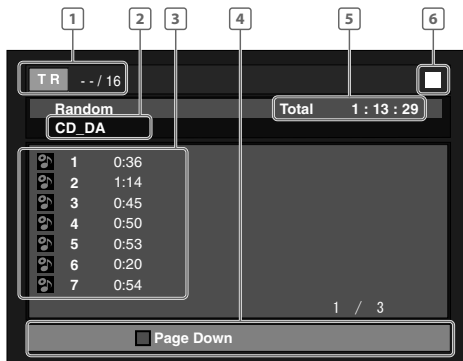 1 2 3 4 5 6
TR - - / 16
Random Total 1 : 13 : 29
CD_DA
1 0:36
2 1:14
3 0:45
4 0:50
5 0:53
6 0:20
7 0:54
1 / 3
Page Down